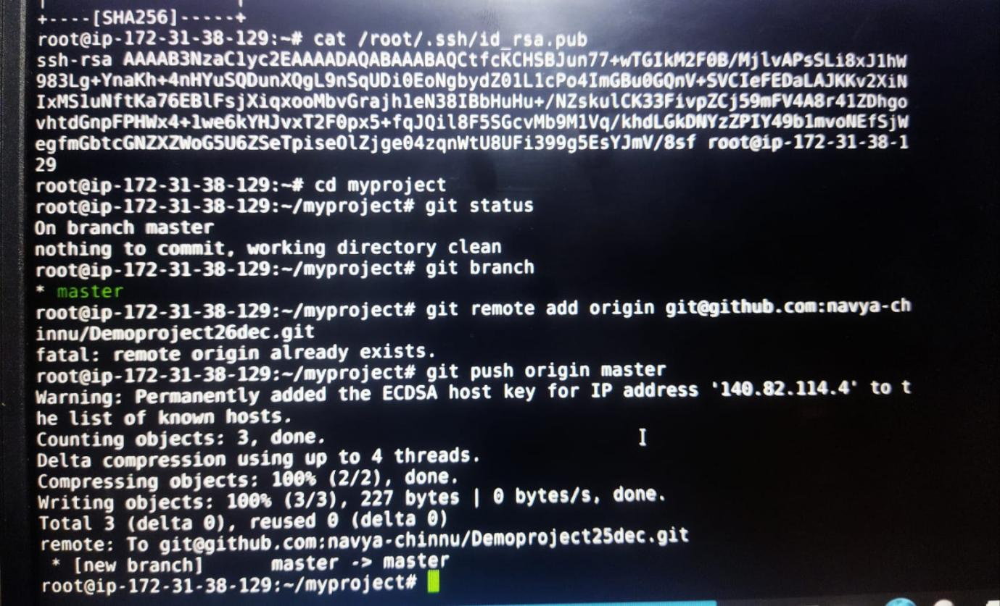 +----[SHA256]-----+
root@ip-172-31-38-129:~# cat /root/.ssh/id_rsa.pub
ssh-rsa AAAAB3NzaC1yc2EAAAADAQABAAABAQCtfcKCHSBJun77+wTGIkM2F0B/MjlvAPsSLi8xJ1hW
983Lg+YnaKh+4nHYuSQDunXQgL9nSqUDi0EoNgbydZ01L1cPo4ImGBu0GQnV+SVCIeFEDaLAJKKv2XiN
IxMS1uNftKa76EBlFsjXiqxooMbvGrajhleN38IBbHuHu+/NZskulCK33FivpZCj59mFV4A8r41ZDhgo
vhtdGnpFPHWx4+1we6kYHJvxT2F0px5+fqJQil8F5SGcvMb9M1Vq/khdLGkDNYzZPIY49b1mvoNEfSjW
egfmGbtcGNZXZWoG5U6ZSeTpiseOlZjge04zqnWtU8UFi399g5EsYJmV/8sf root@ip-172-31-38-1
29
root@ip-172-31-38-129:~# cd myproject
root@ip-172-31-38-129:~/myproject# git status
On branch master
nothing to commit, working directory clean
root@ip-172-31-38-129:~/myproject# git branch
* master
root@ip-172-31-38-129:~/myproject# git remote add origin git@github.com:navya-ch
innu/Demoproject26dec.git
fatal: remote origin already exists.
root@ip-172-31-38-129:~/myproject# git push origin master
Warning: Permanently added the ECDSA host key for IP address '140.82.114.4' to t
he list of known hosts.
Counting objects: 3, done.
Delta compression using up to 4 threads.
Compressing objects: 100% (2/2), done.
Writing objects: 100% (3/3), 227 bytes | 0 bytes/s, done.
Total 3 (delta 0), reused 0 (delta 0)
remote: To git@github.com:navya-chinnu/Demoproject25dec.git
 * [new branch]      master -> master
root@ip-172-31-38-129:~/myproject#